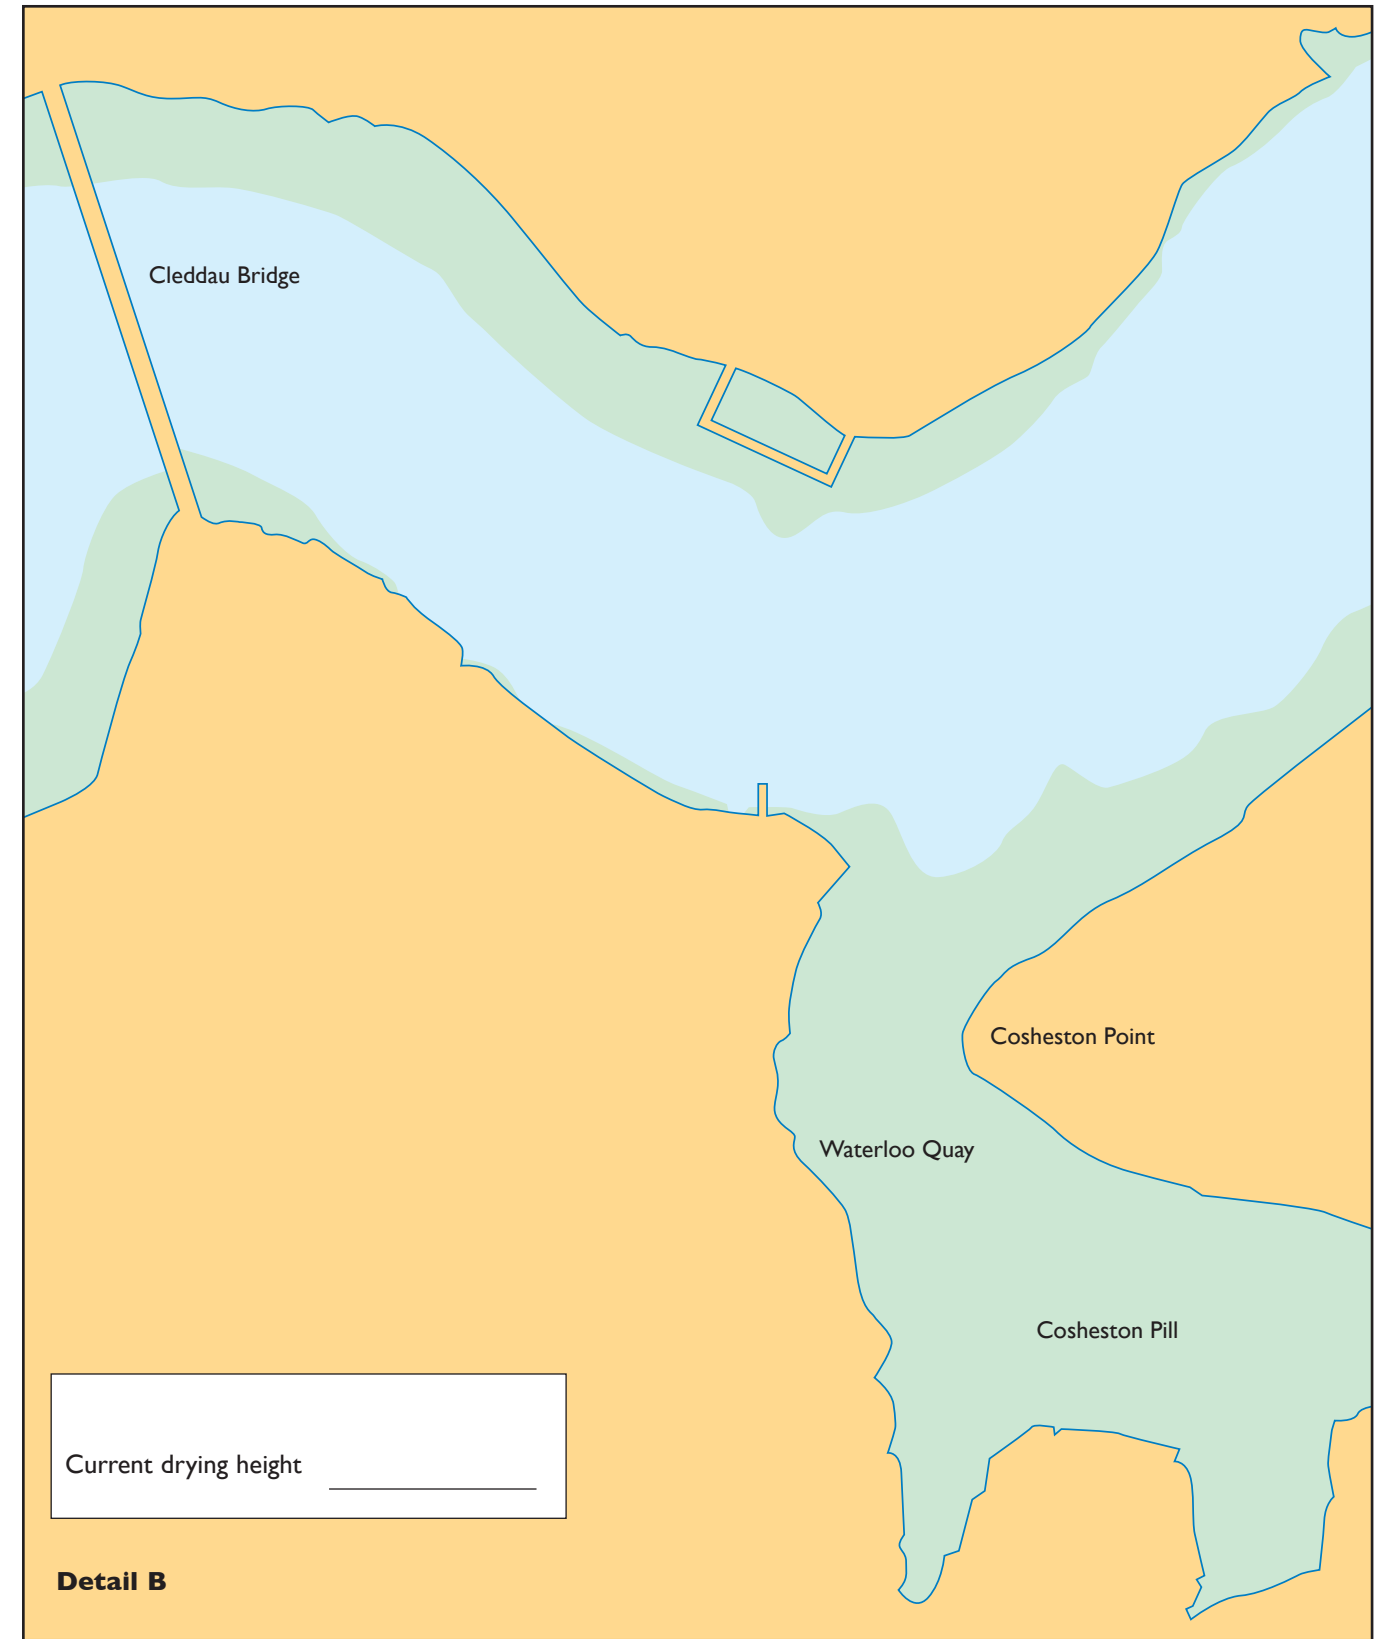 Cleddau Bridge
Cosheston Point
Waterloo Quay
Cosheston Pill
Current drying height
Detail B